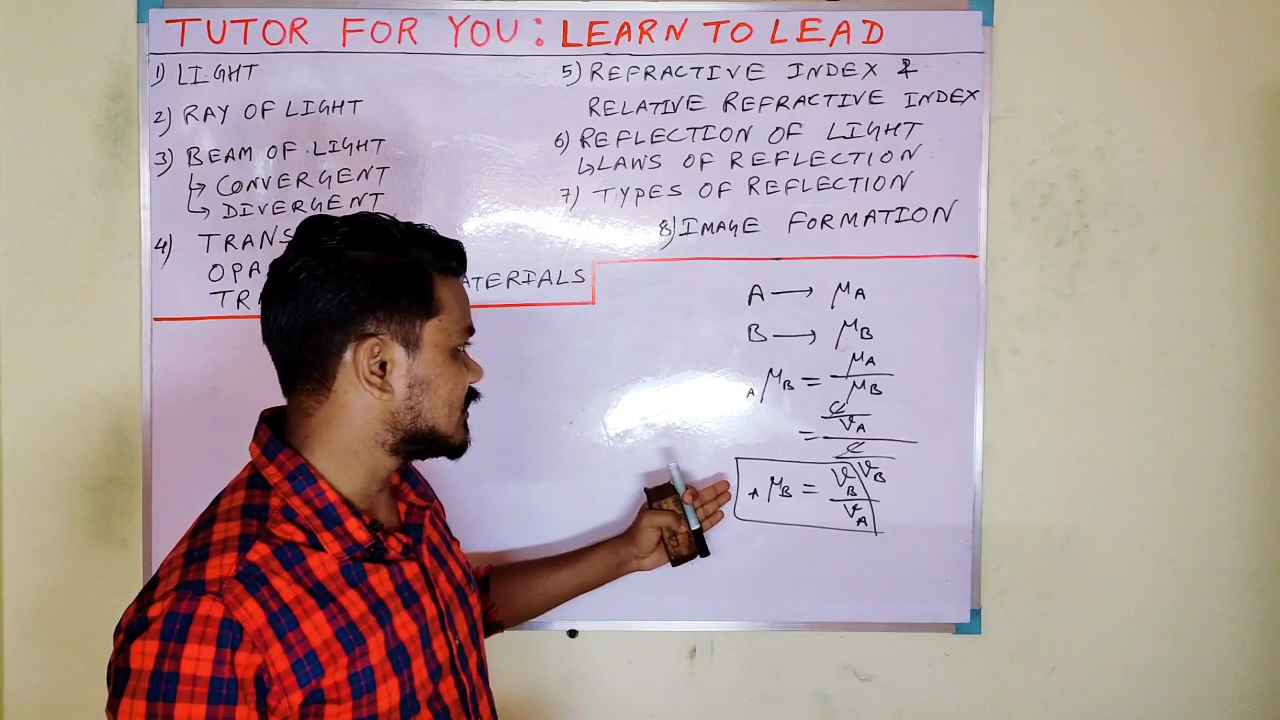 TUTOR FOR YOU: LEARN TO LEAD
1) LIGHT
2) RAY OF LIGHT
3) BEAM OF LIGHT
↳ CONVERGENT
↳ DIVERGENT
4) TRANS
OPA ATERIALS
TR
5) REFRACTIVE INDEX &
RELATIVE REFRACTIVE INDEX
6) REFLECTION OF LIGHT
↳ LAWS OF REFLECTION
7) TYPES OF REFLECTION
8) IMAGE FORMATION
A → μA
B → μB
AμB = μA / μB
= c/vA / c/vB
AμB = vB / vA